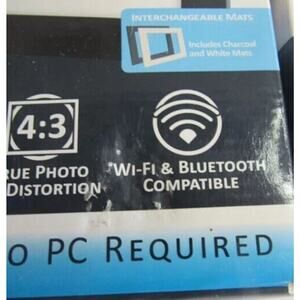 INTERCHANGEABLE MATS
Includes Charcoal
and White Mats
4:3
RUE PHOTO
DISTORTION
WI-FI & BLUETOOTH
COMPATIBLE
O PC REQUIRED